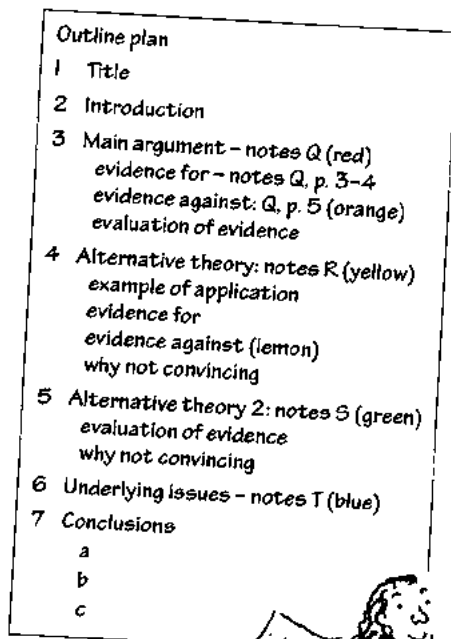 Outline plan
1 Title
2 Introduction
3 Main argument – notes Q (red)
evidence for – notes Q, p. 3–4
evidence against: Q, p. 5 (orange)
evaluation of evidence
4 Alternative theory: notes R (yellow)
example of application
evidence for
evidence against (lemon)
why not convincing
5 Alternative theory 2: notes S (green)
evaluation of evidence
why not convincing
6 Underlying issues – notes T (blue)
7 Conclusions
a
b
c